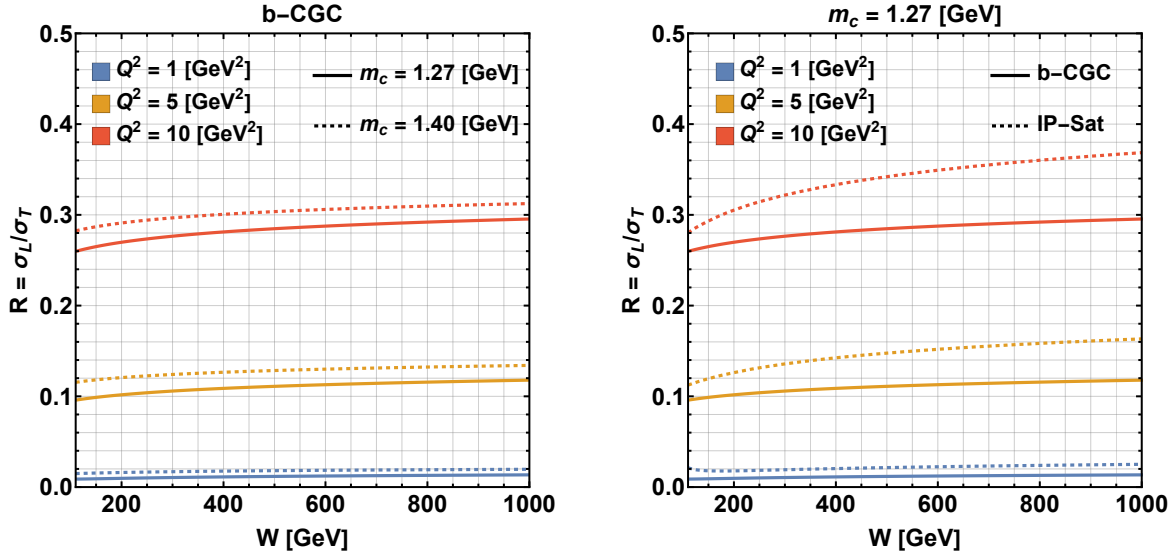 b-CGC
R = σ_L/σ_T
0.5
0.4
0.3
0.2
0.1
0.0
Q² = 1 [GeV²]
Q² = 5 [GeV²]
Q² = 10 [GeV²]
m_c = 1.27 [GeV]
m_c = 1.40 [GeV]
200 400 600 800 1000
W [GeV]
m_c = 1.27 [GeV]
R = σ_L/σ_T
0.5
0.4
0.3
0.2
0.1
0.0
Q² = 1 [GeV²]
Q² = 5 [GeV²]
Q² = 10 [GeV²]
b-CGC
IP-Sat
200 400 600 800 1000
W [GeV]